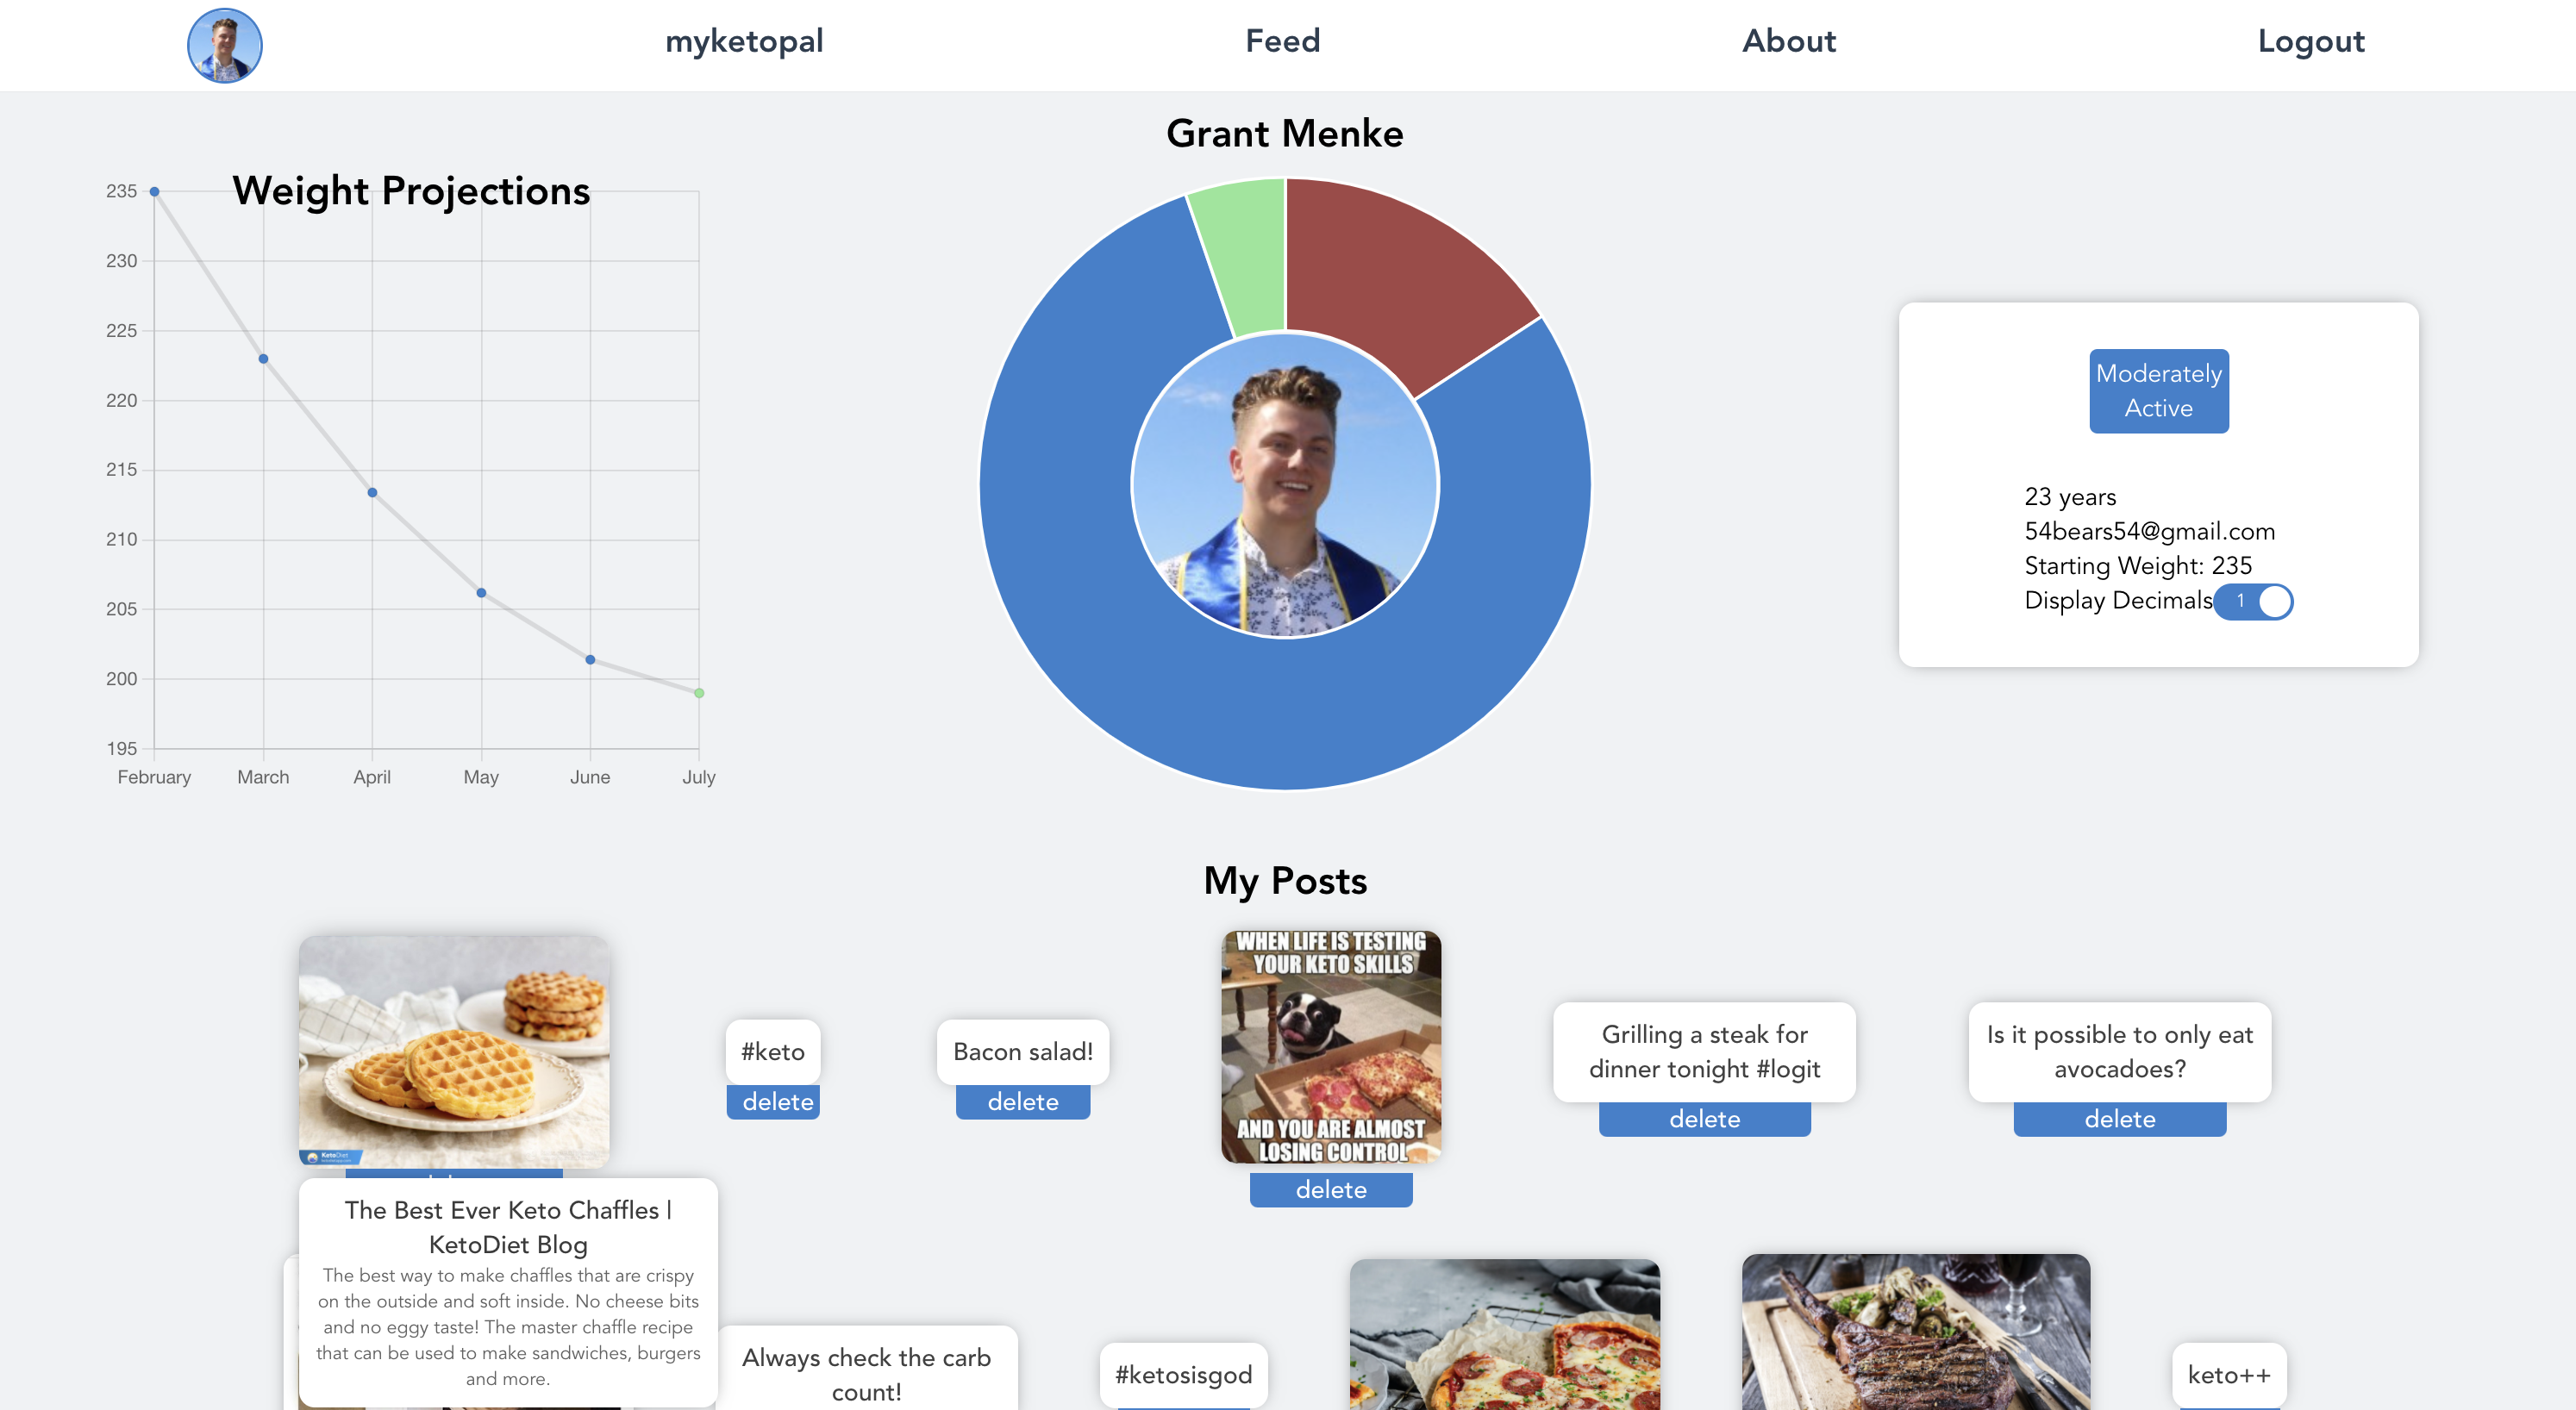 myketopal
Feed
About
Logout
Grant Menke
Weight Projections
235
230
225
220
215
210
205
200
195
February
March
April
May
June
July
Moderately
Active
23 years
54bears54@gmail.com
Starting Weight: 235
Display Decimals 1
My Posts
KetoDiet
#keto
delete
Bacon salad!
delete
WHEN LIFE IS TESTING
YOUR KETO SKILLS
AND YOU ARE ALMOST
LOSING CONTROL
delete
Grilling a steak for
dinner tonight #logit
delete
Is it possible to only eat
avocadoes?
delete
The Best Ever Keto Chaffles |
KetoDiet Blog
The best way to make chaffles that are crispy
on the outside and soft inside. No cheese bits
and no eggy taste! The master chaffle recipe
that can be used to make sandwiches, burgers
and more.
Always check the carb
count!
#ketosisgod
keto++